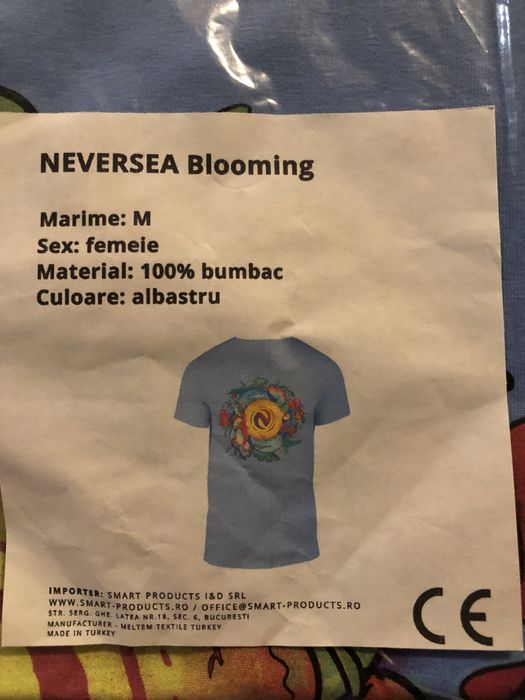 NEVERSEA Blooming
Marime: M
Sex: femeie
Material: 100% bumbac
Culoare: albastru
IMPORTER: SMART PRODUCTS I&D SRL
WWW.SMART-PRODUCTS.RO / OFFICE@SMART-PRODUCTS.RO
STR. SERG. GHE. LATEA NR.18, SEC. 6, BUCURESTI
MANUFACTURER - MELTEM TEXTILE TURKEY
MADE IN TURKEY
CE